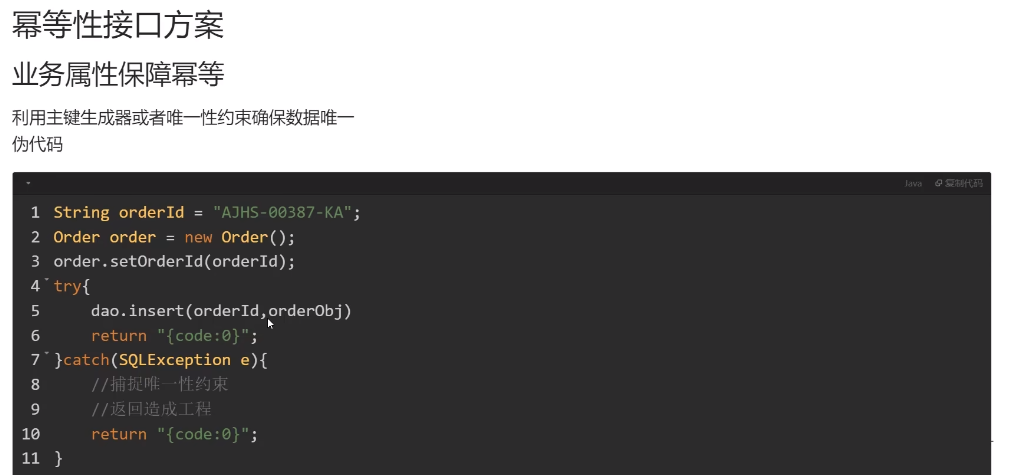 幂等性接口方案
业务属性保障幂等
利用主键生成器或者唯一性约束确保数据唯一
伪代码
Java 复制代码
1 String orderId = "AJHS-00387-KA";
2 Order order = new Order();
3 order.setOrderId(orderId);
4 try{
5 dao.insert(orderId,orderObj)
6 return "{code:0}";
7 }catch(SQLException e){
8 //捕捉唯一性约束
9 //返回造成工程
10 return "{code:0}";
11 }